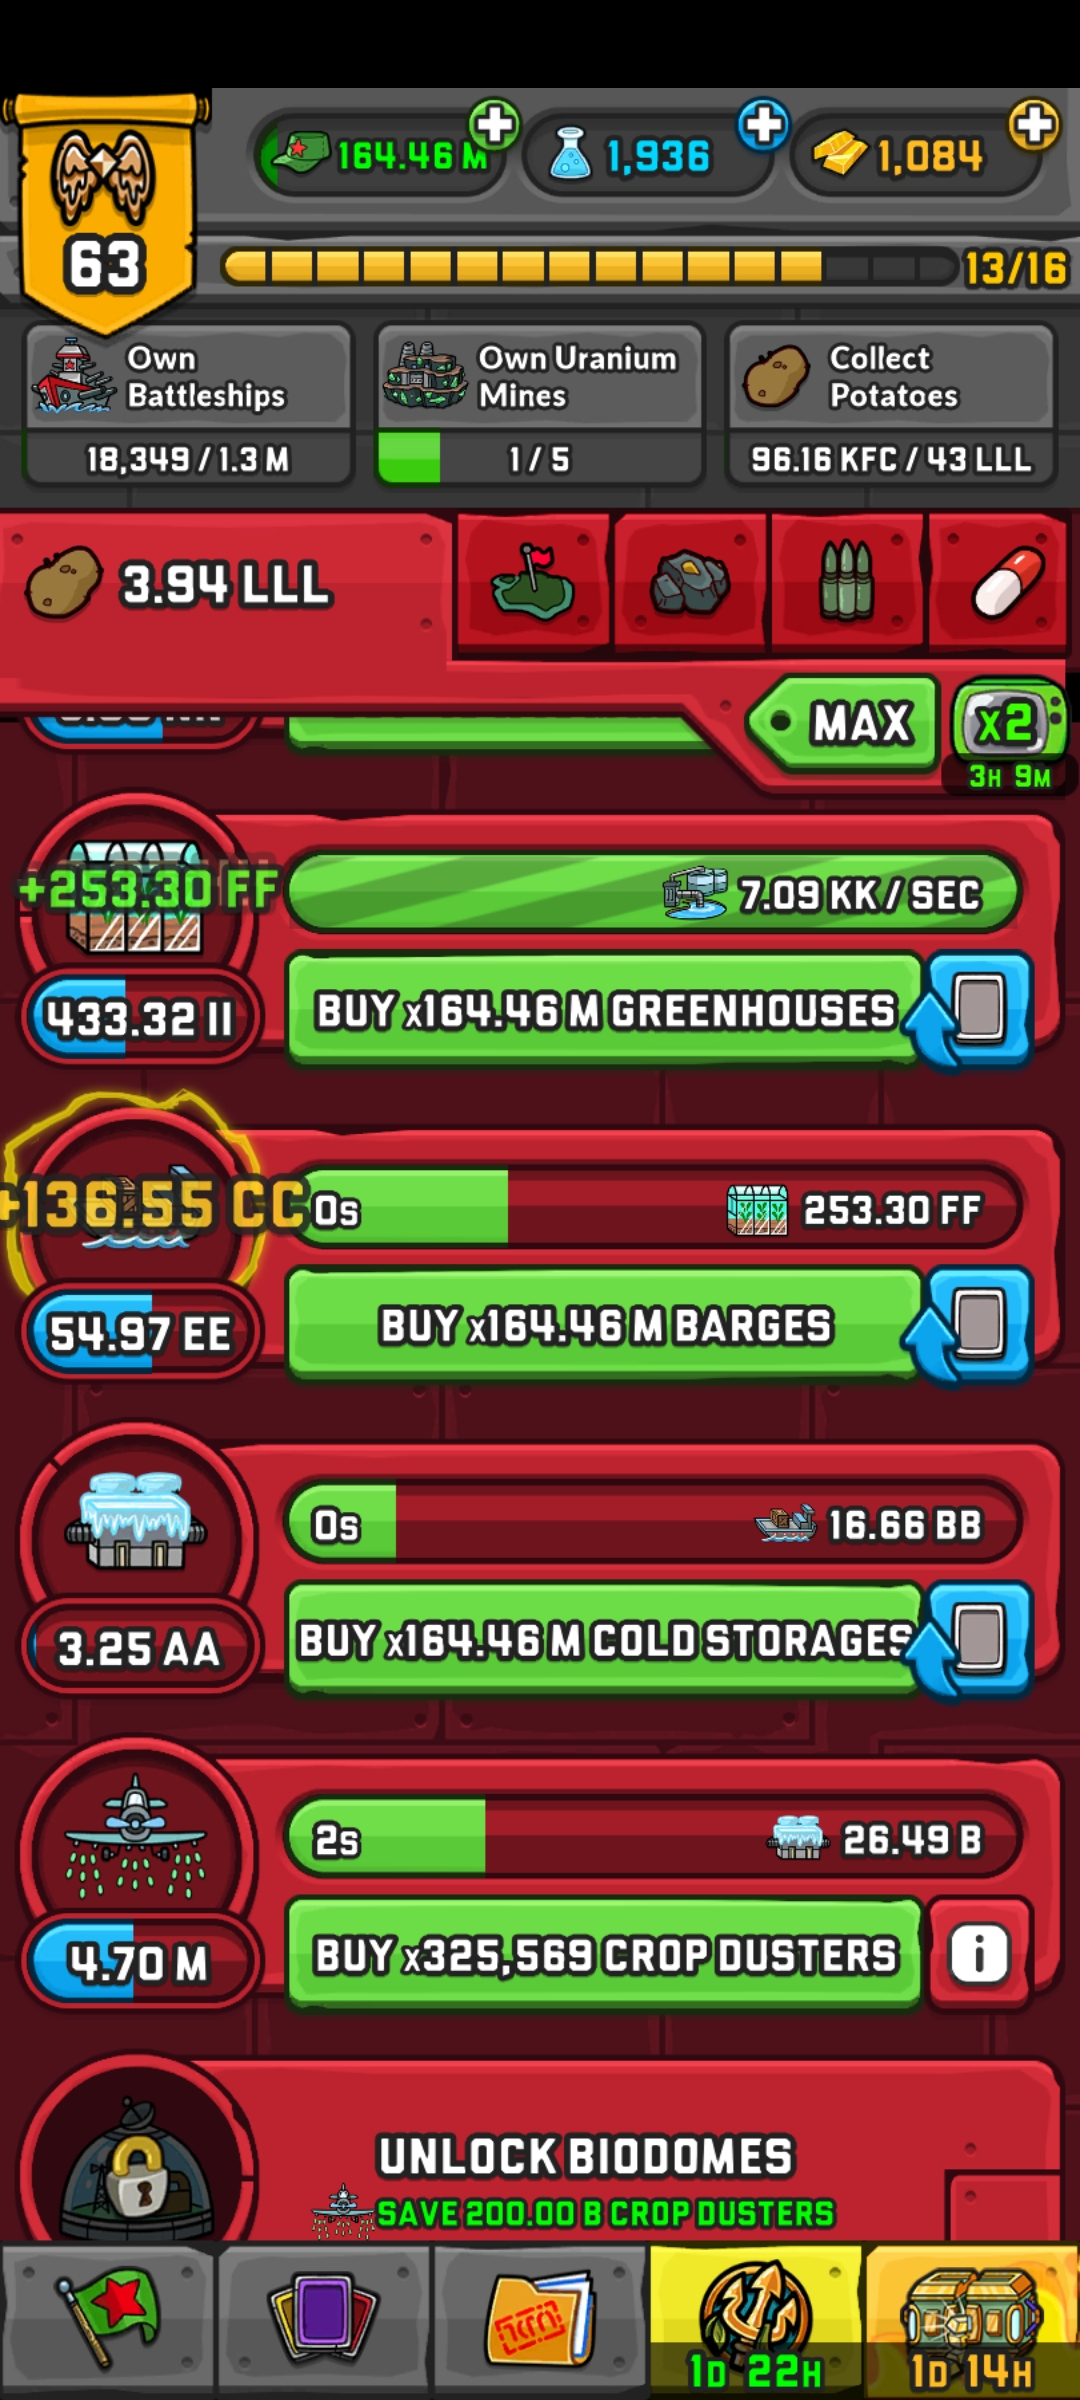 164.46 M
1,936
1,084
63
13/16
Own
Battleships
18,349 / 1.3 M
Own Uranium
Mines
1 / 5
Collect
Potatoes
96.16 KFC / 43 LLL
3.94 LLL
MAX
x2
3H 9M
+253.30 FF
7.09 KK / SEC
433.32 II
BUY x164.46 M GREENHOUSES
+136.55 CC
0s
253.30 FF
54.97 EE
BUY x164.46 M BARGES
0s
16.66 BB
3.25 AA
BUY x164.46 M COLD STORAGES
2s
26.49 B
4.70 M
BUY x325,569 CROP DUSTERS
i
UNLOCK BIODOMES
SAVE 200.00 B CROP DUSTERS
1D 22H
1D 14H